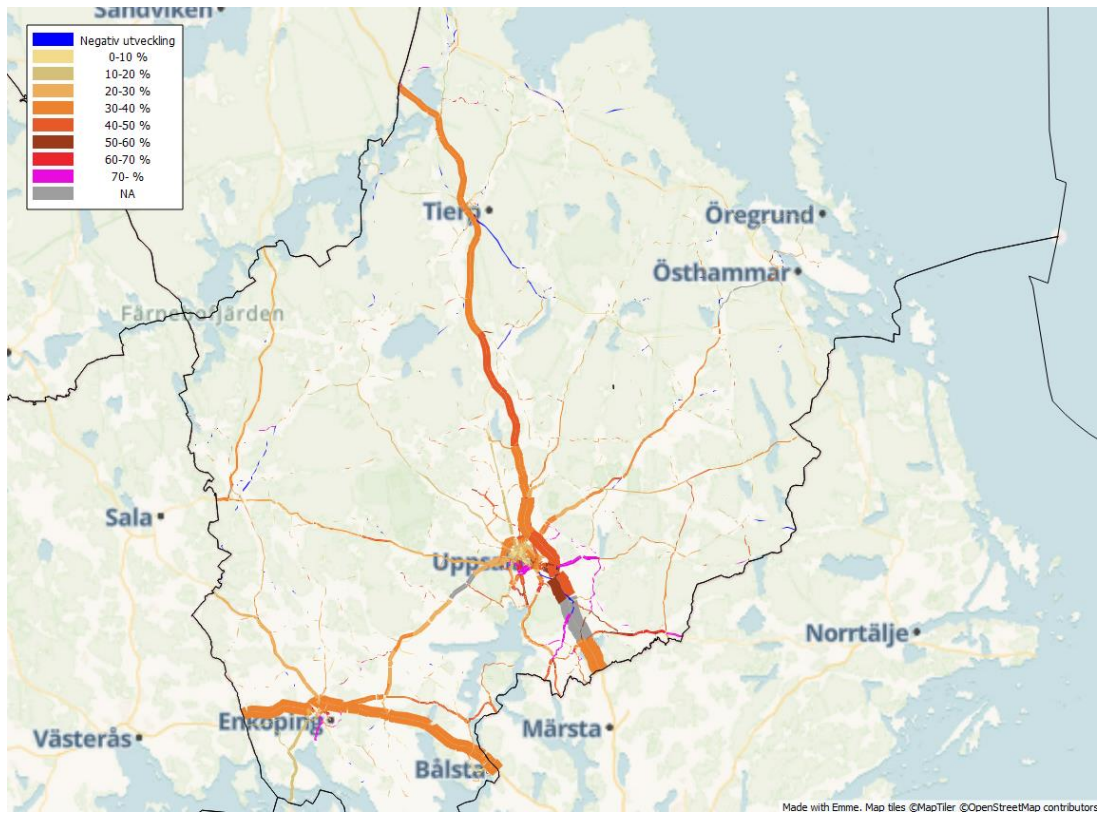 Sandviken
Negativ utveckling
0-10 %
10-20 %
20-30 %
30-40 %
40-50 %
50-60 %
60-70 %
70- %
NA
Tierp
Öregrund
Östhammar
Färnebofjärden
Sala
Uppsala
Norrtälje
Enköping
Västerås
Märsta
Bålsta
Made with Emme. Map tiles ©MapTiler ©OpenStreetMap contributors